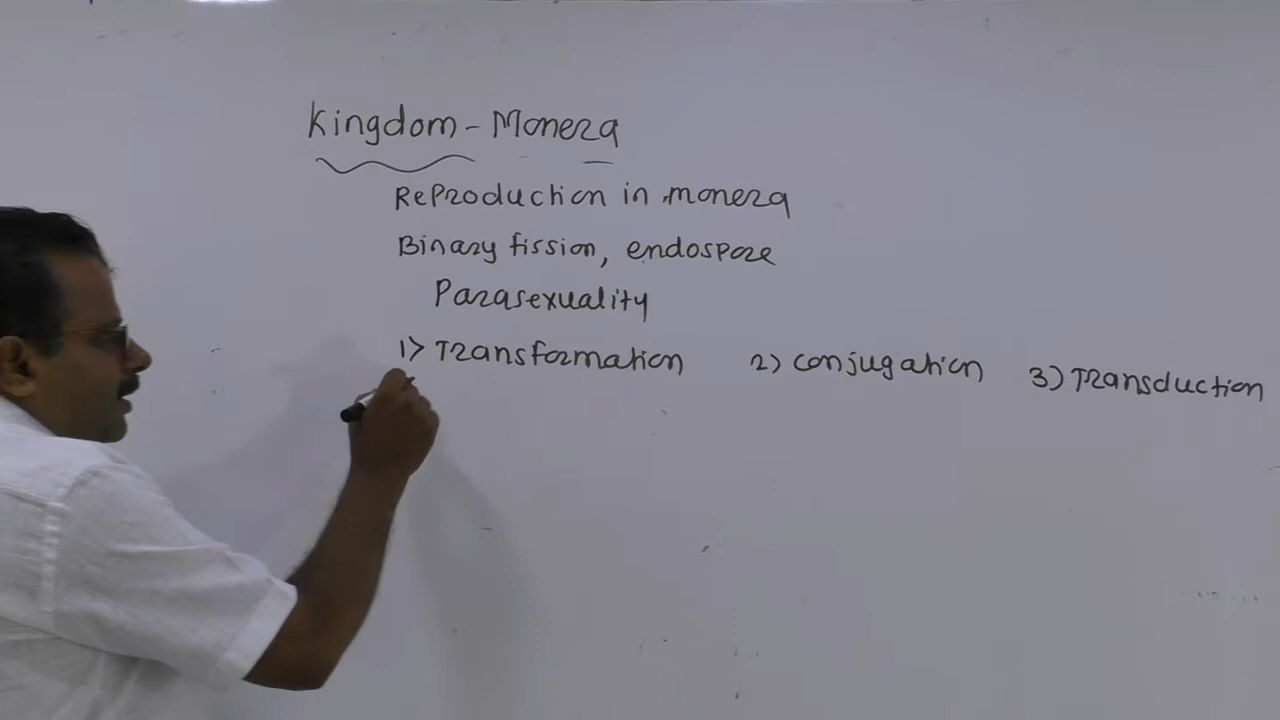 Kingdom - Monera
Reproduction in monera
Binary fission, endospore
Parasexuality
1> Transformation 2) conjugation 3) Transduction